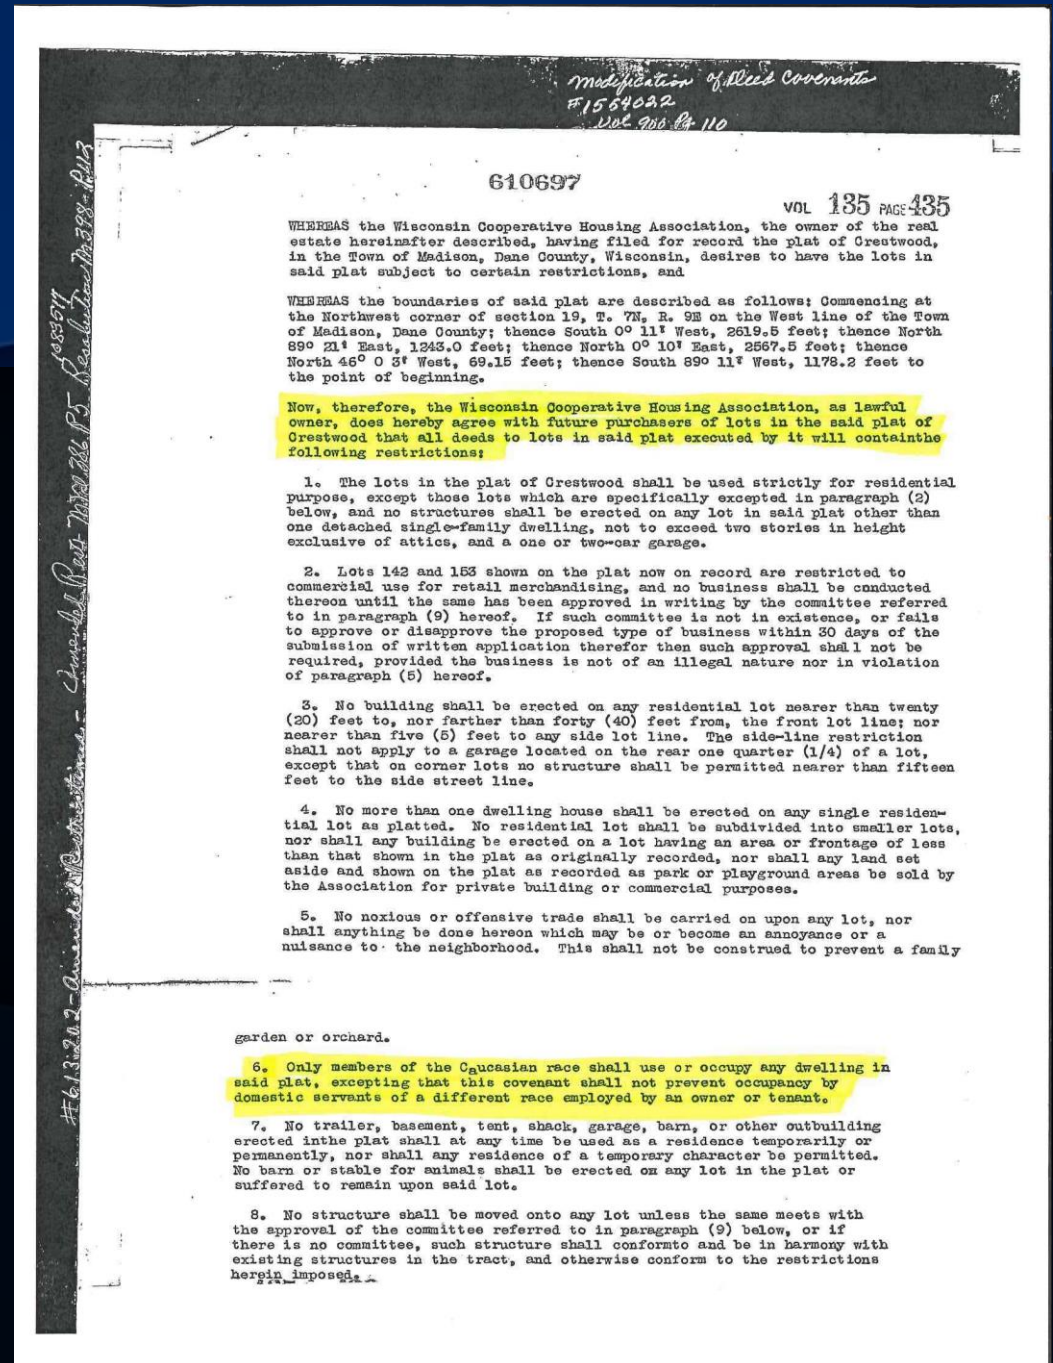 Modification of Deed Covenants
#1564022
Vol 900 Pg 110
610697
VOL 135 PAGE 435
WHEREAS the Wisconsin Cooperative Housing Association, the owner of the real
estate hereinafter described, having filed for record the plat of Crestwood,
in the Town of Madison, Dane County, Wisconsin, desires to have the lots in
said plat subject to certain restrictions, and
WHEREAS the boundaries of said plat are described as follows: Commencing at
the Northwest corner of section 19, T. 7N, R. 9E on the West line of the Town
of Madison, Dane County; thence South 0° 11' West, 2619.5 feet; thence North
89° 21' East, 1243.0 feet; thence North 0° 10' East, 2567.5 feet; thence
North 46° 0 3' West, 69.15 feet; thence South 89° 11' West, 1178.2 feet to
the point of beginning.
Now, therefore, the Wisconsin Cooperative Housing Association, as lawful
owner, does hereby agree with future purchasers of lots in the said plat of
Crestwood that all deeds to lots in said plat executed by it will containthe
following restrictions:
1. The lots in the plat of Crestwood shall be used strictly for residential
purpose, except those lots which are specifically excepted in paragraph (2)
below, and no structures shall be erected on any lot in said plat other than
one detached single-family dwelling, not to exceed two stories in height
exclusive of attics, and a one or two-car garage.
2. Lots 142 and 153 shown on the plat now on record are restricted to
commercial use for retail merchandising, and no business shall be conducted
thereon until the same has been approved in writing by the committee referred
to in paragraph (9) hereof. If such committee is not in existence, or fails
to approve or disapprove the proposed type of business within 30 days of the
submission of written application therefor then such approval shall not be
required, provided the business is not of an illegal nature nor in violation
of paragraph (5) hereof.
3. No building shall be erected on any residential lot nearer than twenty
(20) feet to, nor farther than forty (40) feet from, the front lot line; nor
nearer than five (5) feet to any side lot line. The side-line restriction
shall not apply to a garage located on the rear one quarter (1/4) of a lot,
except that on corner lots no structure shall be permitted nearer than fifteen
feet to the side street line.
4. No more than one dwelling house shall be erected on any single residen-
tial lot as platted. No residential lot shall be subdivided into smaller lots,
nor shall any building be erected on a lot having an area or frontage of less
than that shown in the plat as originally recorded, nor shall any land set
aside and shown on the plat as recorded as park or playground areas be sold by
the Association for private building or commercial purposes.
5. No noxious or offensive trade shall be carried on upon any lot, nor
shall anything be done hereon which may be or become an annoyance or a
nuisance to the neighborhood. This shall not be construed to prevent a family
garden or orchard.
6. Only members of the Caucasian race shall use or occupy any dwelling in
said plat, excepting that this covenant shall not prevent occupancy by
domestic servants of a different race employed by an owner or tenant.
7. No trailer, basement, tent, shack, garage, barn, or other outbuilding
erected inthe plat shall at any time be used as a residence temporarily or
permanently, nor shall any residence of a temporary character be permitted.
No barn or stable for animals shall be erected on any lot in the plat or
suffered to remain upon said lot.
8. No structure shall be moved onto any lot unless the same meets with
the approval of the committee referred to in paragraph (9) below, or if
there is no committee, such structure shall conformto and be in harmony with
existing structures in the tract, and otherwise conform to the restrictions
herein imposed.
#613202-Amended Restrictions - Amended Rest